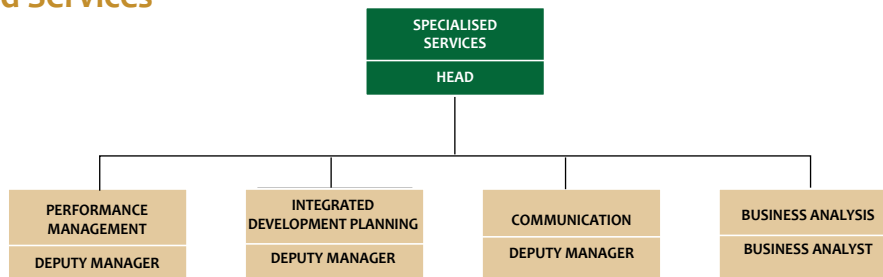 d Services
SPECIALISED
SERVICES
HEAD
PERFORMANCE
MANAGEMENT
DEPUTY MANAGER
INTEGRATED
DEVELOPMENT PLANNING
DEPUTY MANAGER
COMMUNICATION
DEPUTY MANAGER
BUSINESS ANALYSIS
BUSINESS ANALYST